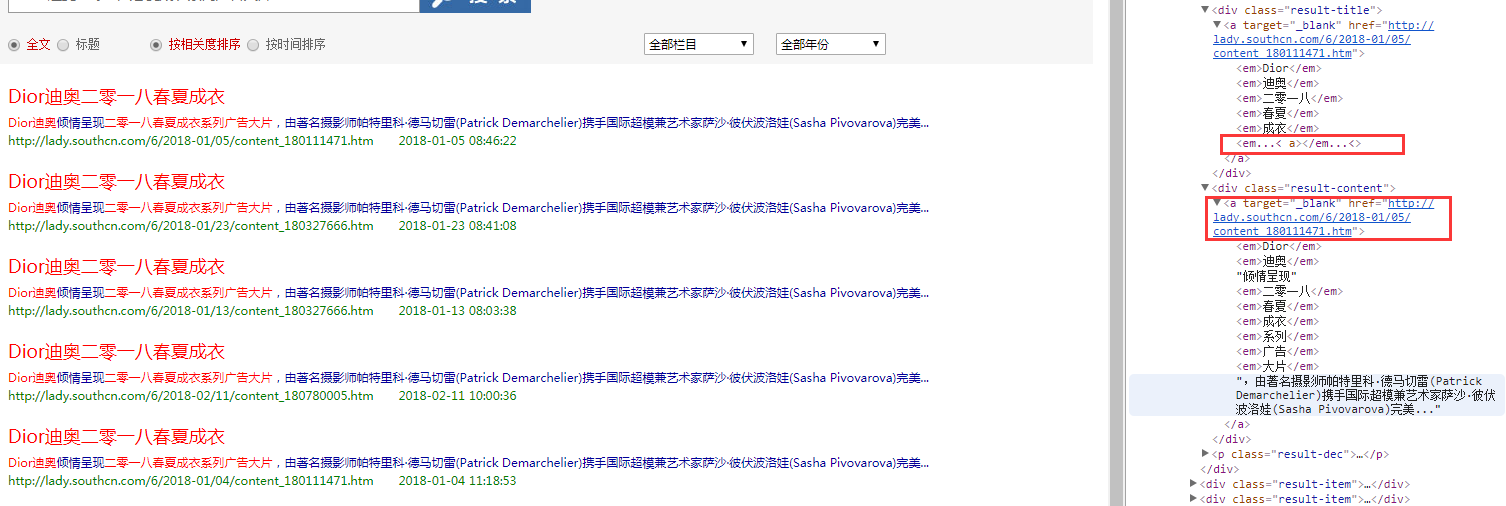 搜 索
全文 标题 按相关度排序 按时间排序 全部栏目 全部年份
Dior迪奥二零一八春夏成衣
Dior迪奥倾情呈现二零一八春夏成衣系列广告大片，由著名摄影师帕特里科·德马切雷(Patrick Demarchelier)携手国际超模兼艺术家萨沙·彼伏波洛娃(Sasha Pivovarova)完美...
http://lady.southcn.com/6/2018-01/05/content_180111471.htm 2018-01-05 08:46:22
Dior迪奥二零一八春夏成衣
Dior迪奥倾情呈现二零一八春夏成衣系列广告大片，由著名摄影师帕特里科·德马切雷(Patrick Demarchelier)携手国际超模兼艺术家萨沙·彼伏波洛娃(Sasha Pivovarova)完美...
http://lady.southcn.com/6/2018-01/23/content_180327666.htm 2018-01-23 08:41:08
Dior迪奥二零一八春夏成衣
Dior迪奥倾情呈现二零一八春夏成衣系列广告大片，由著名摄影师帕特里科·德马切雷(Patrick Demarchelier)携手国际超模兼艺术家萨沙·彼伏波洛娃(Sasha Pivovarova)完美...
http://lady.southcn.com/6/2018-01/13/content_180327666.htm 2018-01-13 08:03:38
Dior迪奥二零一八春夏成衣
Dior迪奥倾情呈现二零一八春夏成衣系列广告大片，由著名摄影师帕特里科·德马切雷(Patrick Demarchelier)携手国际超模兼艺术家萨沙·彼伏波洛娃(Sasha Pivovarova)完美...
http://lady.southcn.com/6/2018-02/11/content_180780005.htm 2018-02-11 10:00:36
Dior迪奥二零一八春夏成衣
Dior迪奥倾情呈现二零一八春夏成衣系列广告大片，由著名摄影师帕特里科·德马切雷(Patrick Demarchelier)携手国际超模兼艺术家萨沙·彼伏波洛娃(Sasha Pivovarova)完美...
http://lady.southcn.com/6/2018-01/04/content_180111471.htm 2018-01-04 11:18:53
<div class="result-title">
<a target="_blank" href="http://
lady.southcn.com/6/2018-01/05/
content_180111471.htm">
<em>Dior</em>
<em>迪奥</em>
<em>二零一八</em>
<em>春夏</em>
<em>成衣</em>
<em...< a></em...<>
</a>
</div>
<div class="result-content">
<a target="_blank" href="http://
lady.southcn.com/6/2018-01/05/
content_180111471.htm">
<em>Dior</em>
<em>迪奥</em>
"倾情呈现"
<em>二零一八</em>
<em>春夏</em>
<em>成衣</em>
<em>系列</em>
<em>广告</em>
<em>大片</em>
"，由著名摄影师帕特里科·德马切雷(Patrick
Demarchelier)携手国际超模兼艺术家萨沙·彼伏
波洛娃(Sasha Pivovarova)完美..."
</a>
</div>
<p class="result-dec">…</p>
</div>
<div class="result-item">…</div>
<div class="result-item">…</div>